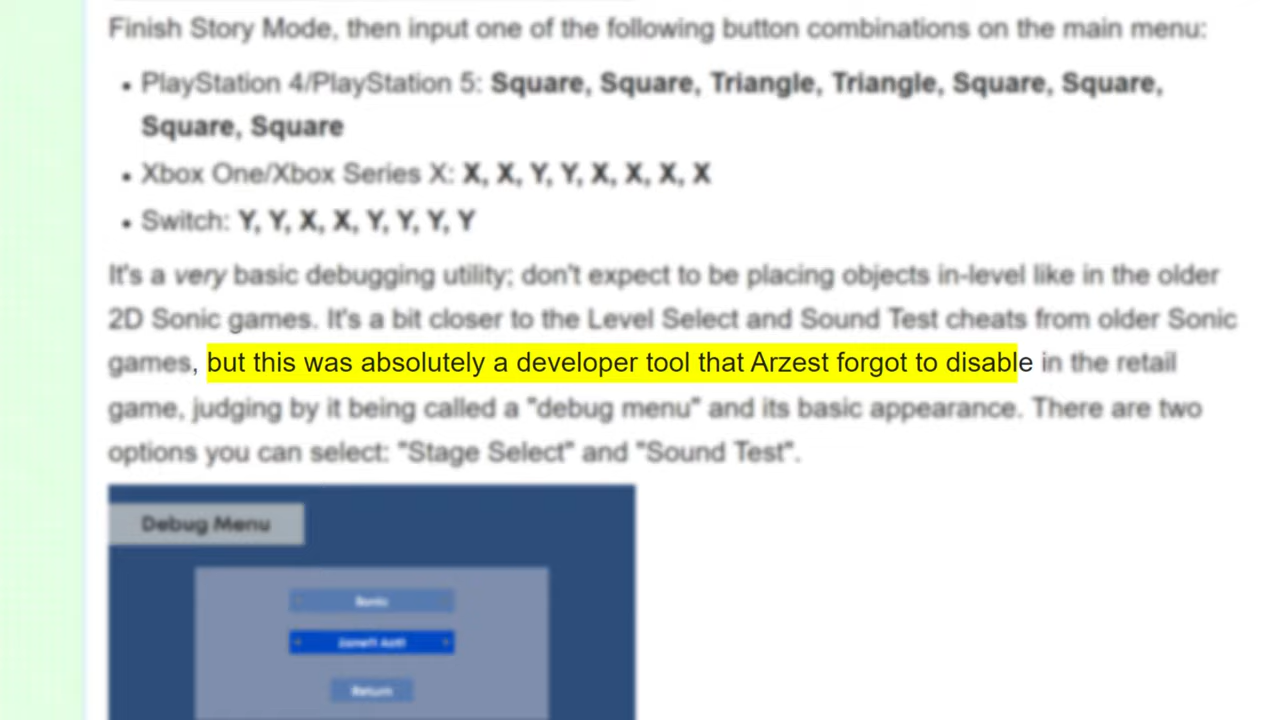 Finish Story Mode, then input one of the following button combinations on the main menu:
• PlayStation 4/PlayStation 5: Square, Square, Triangle, Triangle, Square, Square,
Square, Square
• Xbox One/Xbox Series X: X, X, Y, Y, X, X, X, X
• Switch: Y, Y, X, X, Y, Y, Y, Y
It's a very basic debugging utility; don't expect to be placing objects in-level like in the older
2D Sonic games. It's a bit closer to the Level Select and Sound Test cheats from older Sonic
games, but this was absolutely a developer tool that Arzest forgot to disable in the retail
game, judging by it being called a "debug menu" and its basic appearance. There are two
options you can select: "Stage Select" and "Sound Test".
Debug Menu
Sonic
Return